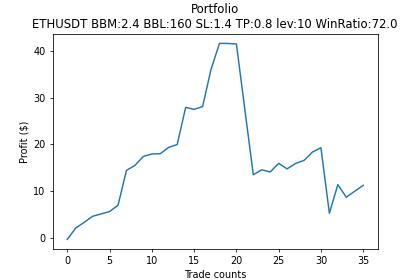 Portfolio
ETHUSDT BBM:2.4 BBL:160 SL:1.4 TP:0.8 lev:10 WinRatio:72.0
40
30
20
10
0
Profit ($)
0 5 10 15 20 25 30 35
Trade counts